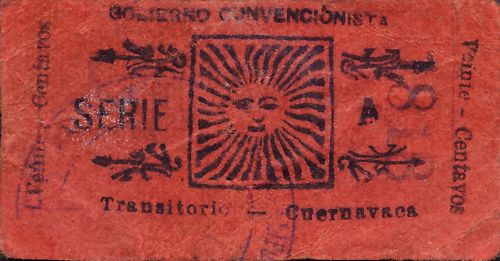 GOBIERNO CONVENCIONISTA
SERIE A
Transitorio — Cuernavaca
Veinte - Centavos
Veinte - Centavos